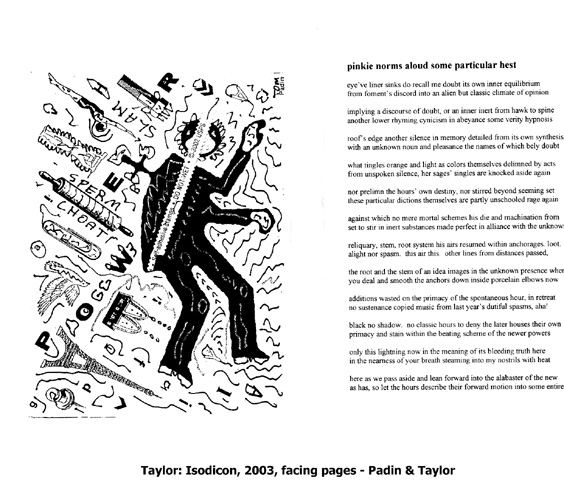 TOM
Padin
R
SLAM
E
SPERM
LHOAT
W
DOGG
P
pinkie norms aloud some particular hest
eye've liner sinks do recall me doubt its own inner equilibrium
from foment's discord into an alien but classic climate of opinion
implying a discourse of doubt, or an inner inert from hawk to spine
another lower rhyming cynicism in abeyance some verity hypnosis
roof's edge another silence in memory detailed from its own synthesis
with an unknown noun and pleasance the names of which bely doubt
what tingles orange and light as colors themselves delimned by acts
from unspoken silence, her sages' singles are knocked aside again
nor prelimn the hours' own destiny, nor stirred beyond seeming set
these particular dictions themselves are partly unschooled rage again
against which no more mortal schemes his die and machination from
set to stir in inert substances made perfect in alliance with the unknow
reliquary, stem, root system his airs resumed within anchorages. loot.
alight nor spasm. this air this. other lines from distances passed,
the root and the stem of an idea images in the unknown presence wher
you deal and smooth the anchors down inside porcelain elbows now
additions wasted on the primacy of the spontaneous hour, in retreat
no sustenance copied music from last year's dutiful spasms, aha!
black no shadow. no classic hours to deny the later houses their own
primacy and stain within the beating scheme of the newer powers
only this lightning now in the meaning of its bleeding truth here
in the nearness of your breath steaming into my nostrils with heat
here as we pass aside and lean forward into the alabaster of the new
as has, so let the hours describe their forward motion into some entire
Taylor: Isodicon, 2003, facing pages - Padin & Taylor